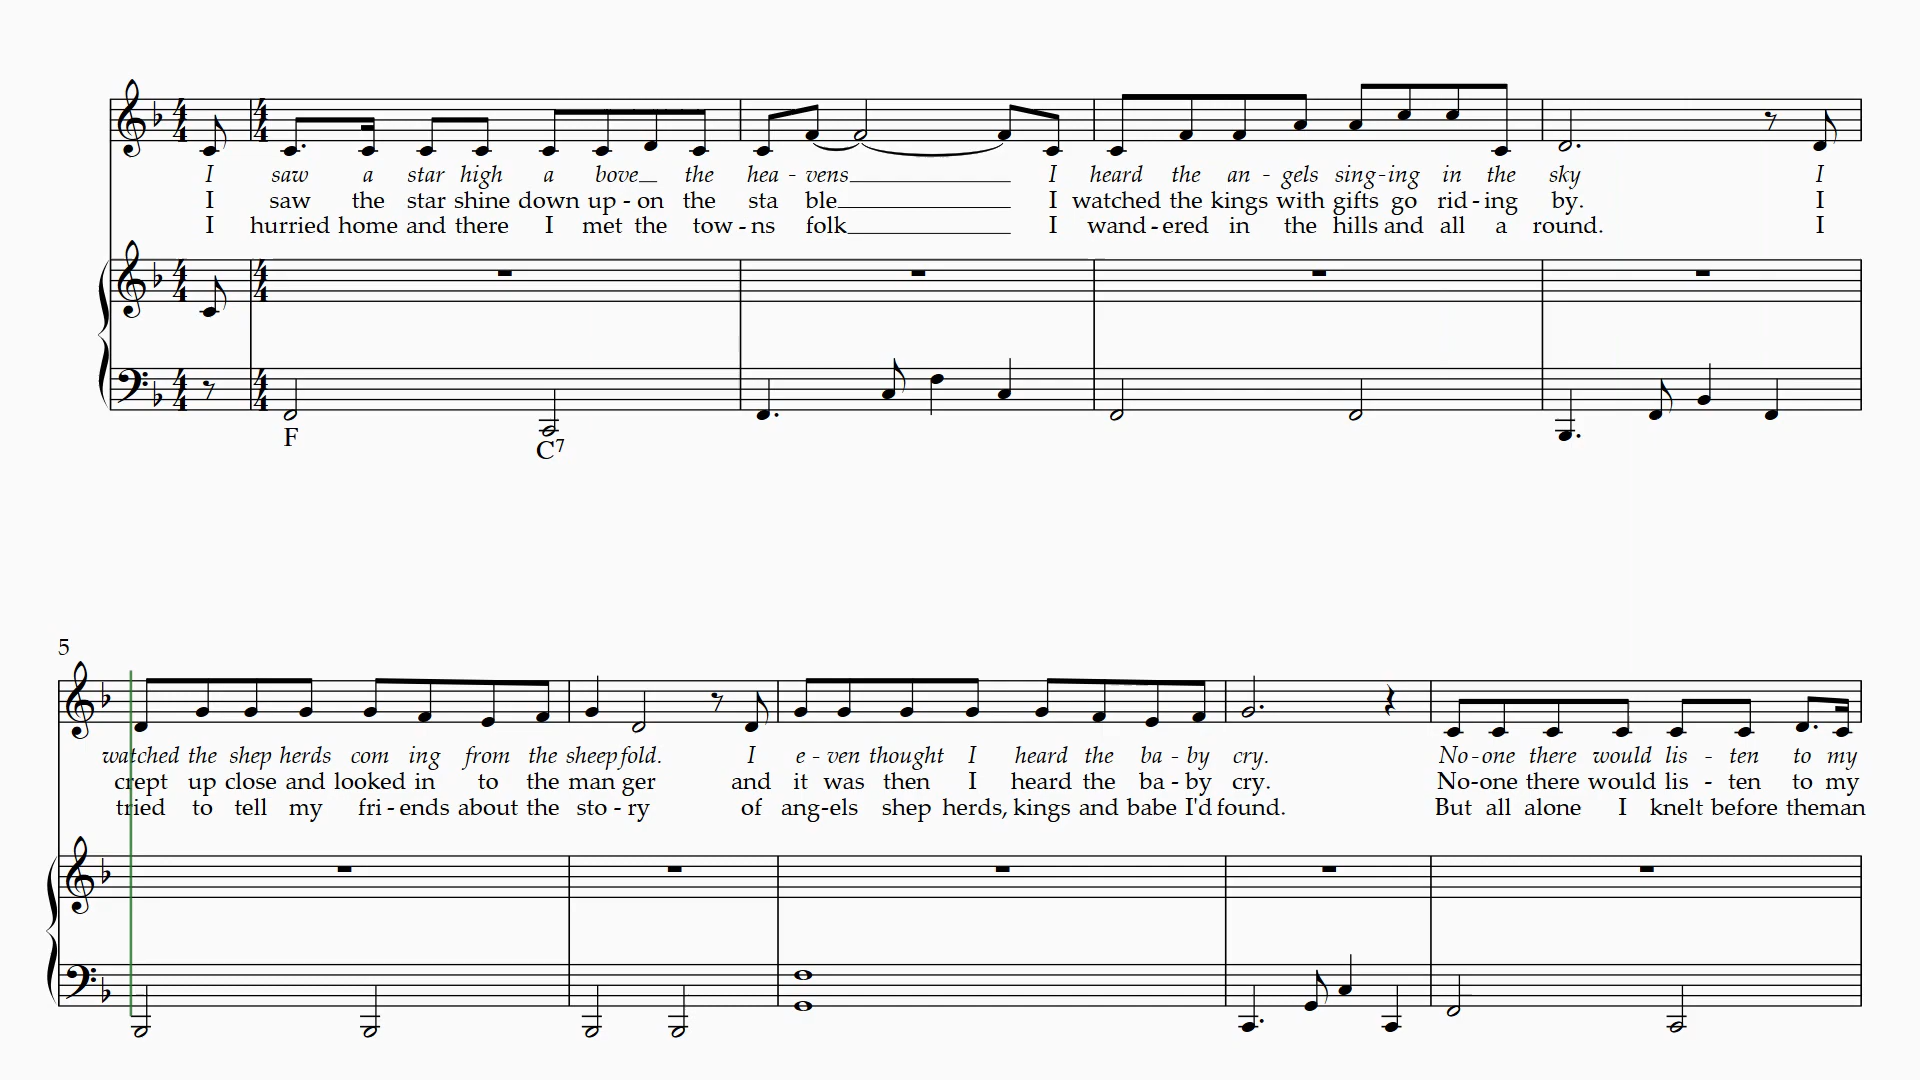 I saw a star high a bove__ the hea - vens______ I heard the an - gels sing-ing in the sky I
I saw the star shine down up - on the sta ble______ I watched the kings with gifts go rid - ing by. I
I hurried home and there I met the tow - ns folk______ I wand - ered in the hills and all a round. I
F
C7
5
watched the shep herds com ing from the sheep fold. I e - ven thought I heard the ba - by cry. No-one there would lis - ten to my
crept up close and looked in to the man ger and it was then I heard the ba - by cry. No-one there would lis - ten to my
tried to tell my fri - ends about the sto - ry of ang-els shep herds, kings and babe I'd found. But all alone I knelt before theman